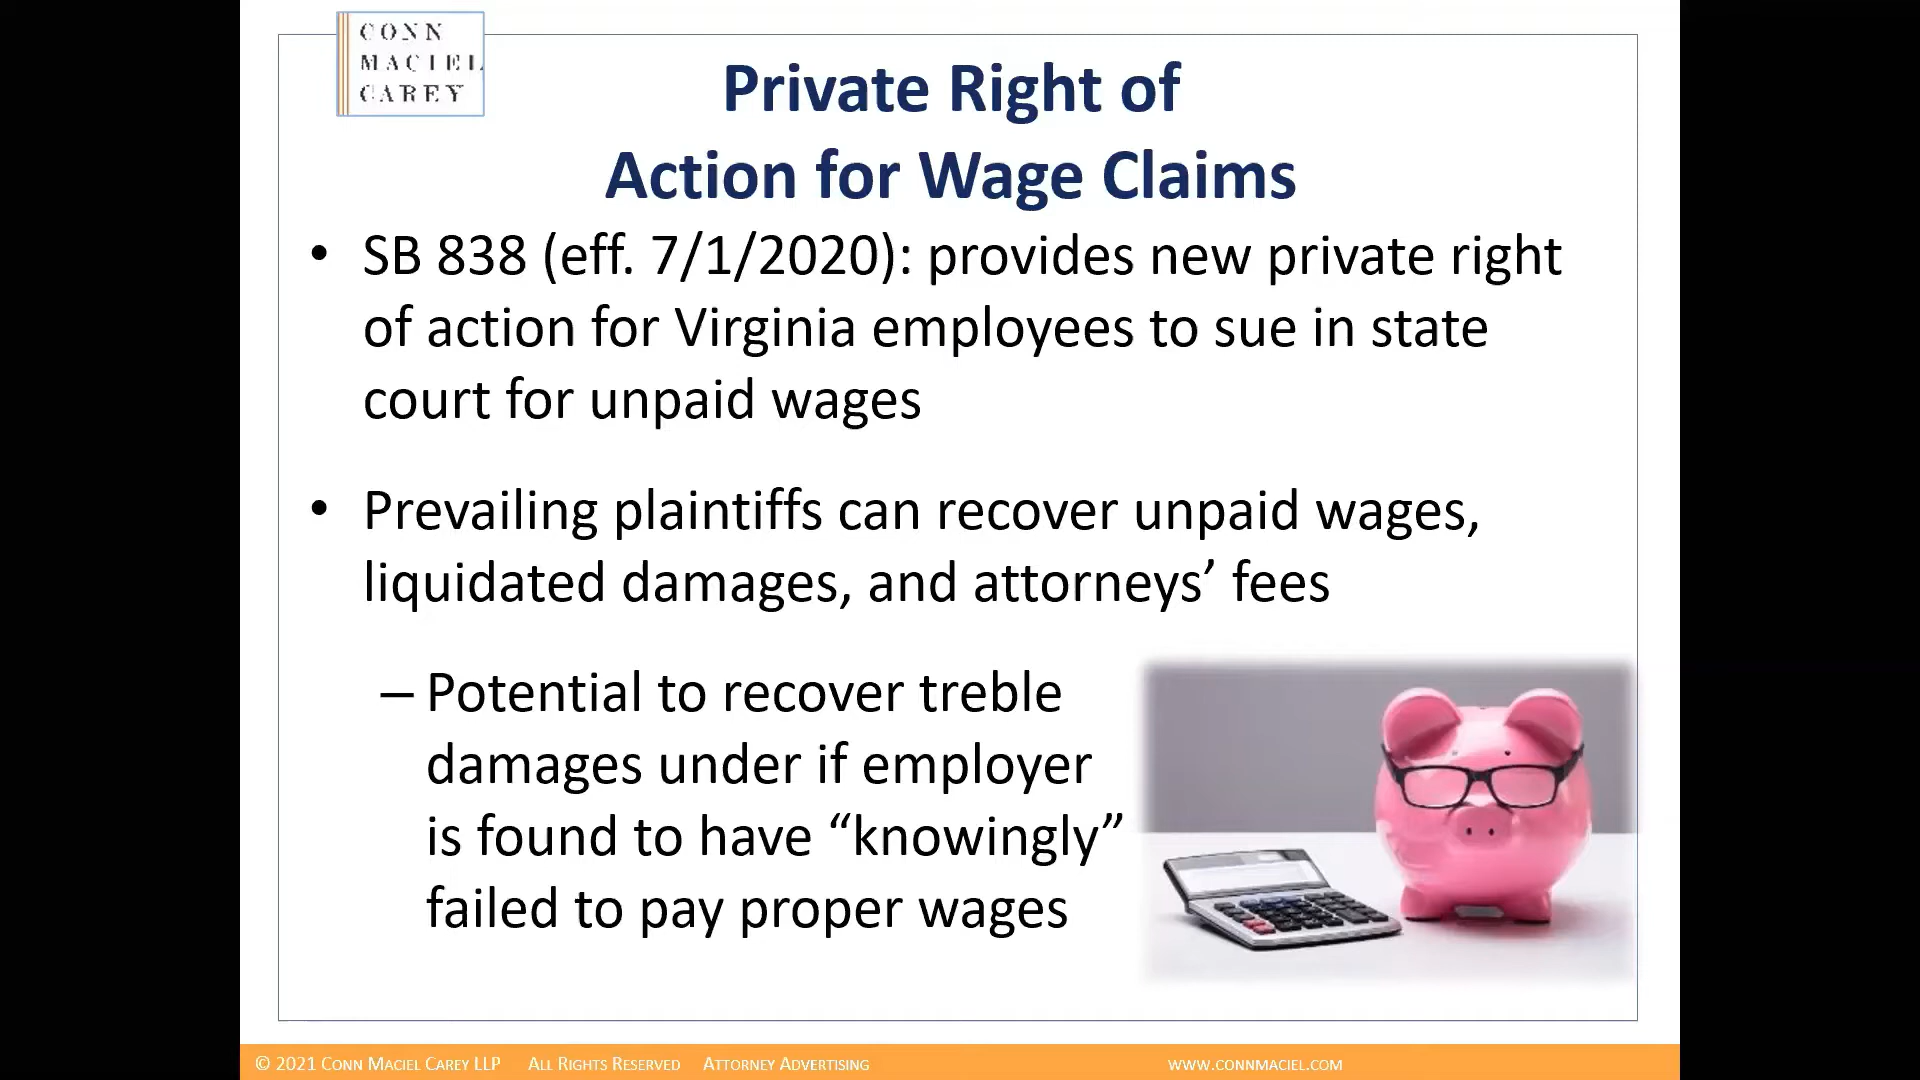 CONN
MACIEL
CAREY
Private Right of
Action for Wage Claims
• SB 838 (eff. 7/1/2020): provides new private right
of action for Virginia employees to sue in state
court for unpaid wages
• Prevailing plaintiffs can recover unpaid wages,
liquidated damages, and attorneys’ fees
– Potential to recover treble
damages under if employer
is found to have “knowingly”
failed to pay proper wages
© 2021 CONN MACIEL CAREY LLP ALL RIGHTS RESERVED ATTORNEY ADVERTISING WWW.CONNMACIEL.COM